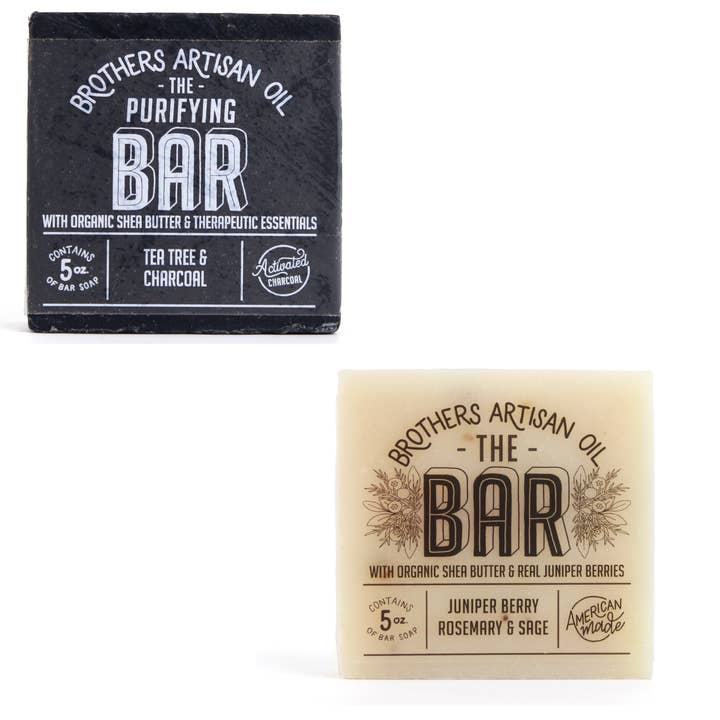 BROTHERS ARTISAN OIL
- THE -
PURIFYING
BAR
WITH ORGANIC SHEA BUTTER & THERAPEUTIC ESSENTIALS
CONTAINS
5 oz.
OF BAR SOAP
TEA TREE &
CHARCOAL
Activated
CHARCOAL
BROTHERS ARTISAN OIL
- THE -
BAR
WITH ORGANIC SHEA BUTTER & REAL JUNIPER BERRIES
CONTAINS
5 oz.
OF BAR SOAP
JUNIPER BERRY
ROSEMARY & SAGE
AMERICAN
made